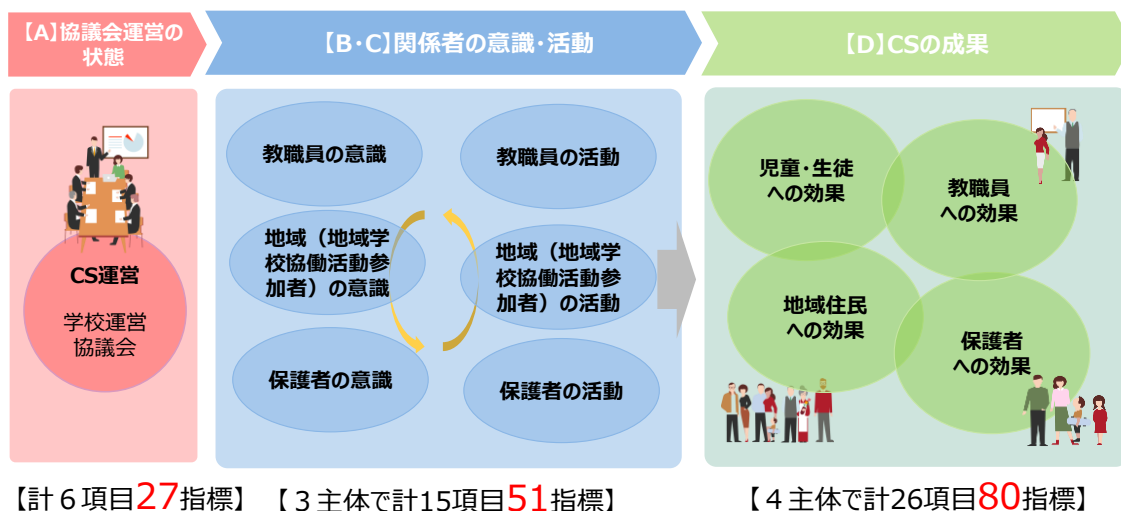 【A】協議会運営の
状態
【B・C】関係者の意識・活動
【D】CSの成果
CS運営
学校運営
協議会
教職員の意識
地域（地域学
校協働活動参
加者）の意識
保護者の意識
教職員の活動
地域（地域学
校協働活動参
加者）の活動
保護者の活動
児童・生徒
への効果
教職員
への効果
地域住民
への効果
保護者
への効果
【計６項目27指標】
【３主体で計15項目51指標】
【４主体で計26項目80指標】